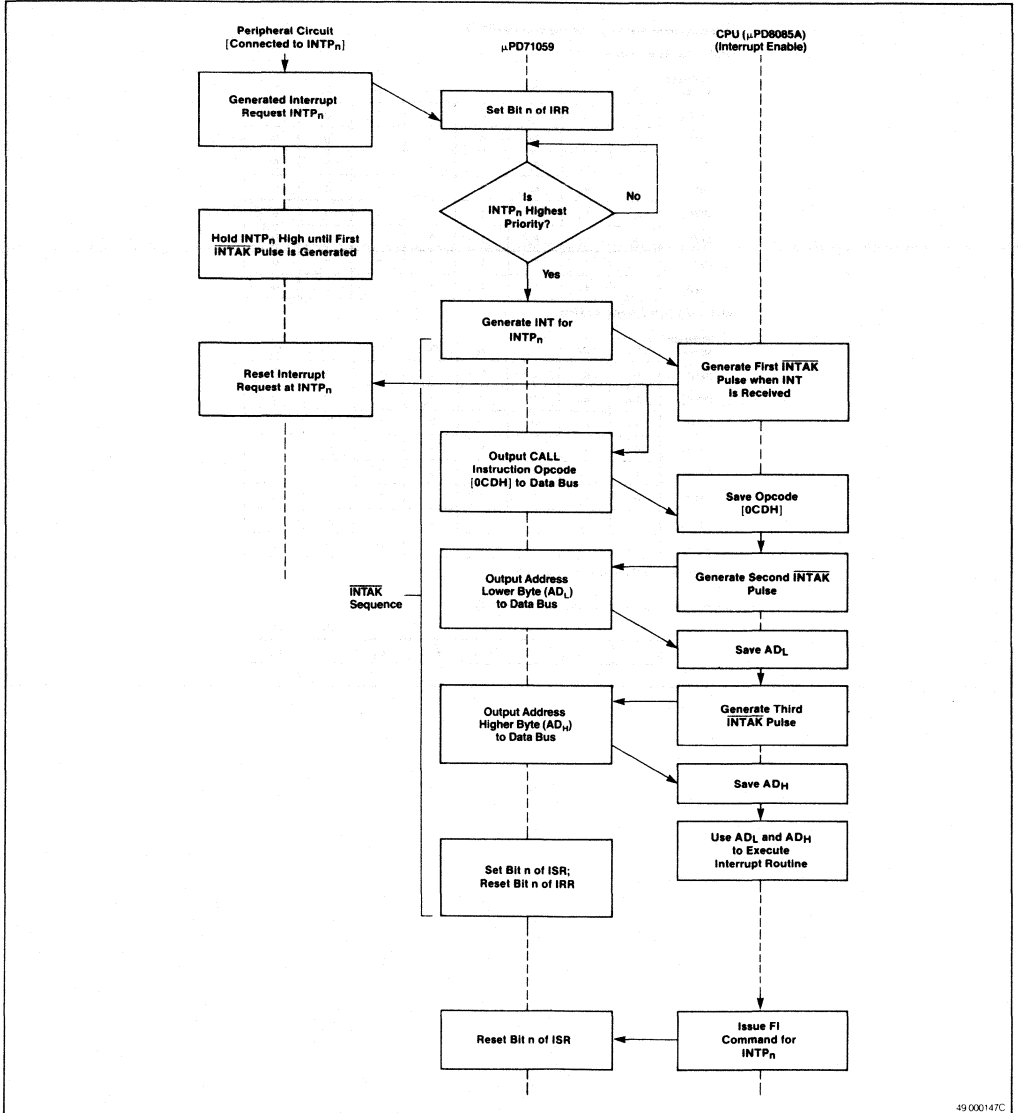 Peripheral Circuit
[Connected to INTPn]
μPD71059
CPU (μPD8085A)
(Interrupt Enable)
Generated Interrupt
Request INTPn
Set Bit n of IRR
Is
INTPn Highest
Priority?
No
Yes
Hold INTPn High until First
INTAK Pulse is Generated
Generate INT for
INTPn
Reset Interrupt
Request at INTPn
Generate First INTAK
Pulse when INT
is Received
Output CALL
Instruction Opcode
[0CDH] to Data Bus
Save Opcode
[0CDH]
INTAK
Sequence
Output Address
Lower Byte (ADL)
to Data Bus
Generate Second INTAK
Pulse
Save ADL
Output Address
Higher Byte (ADH)
to Data Bus
Generate Third
INTAK Pulse
Save ADH
Use ADL and ADH
to Execute
Interrupt Routine
Set Bit n of ISR;
Reset Bit n of IRR
Reset Bit n of ISR
Issue FI
Command for
INTPn
49 000147C